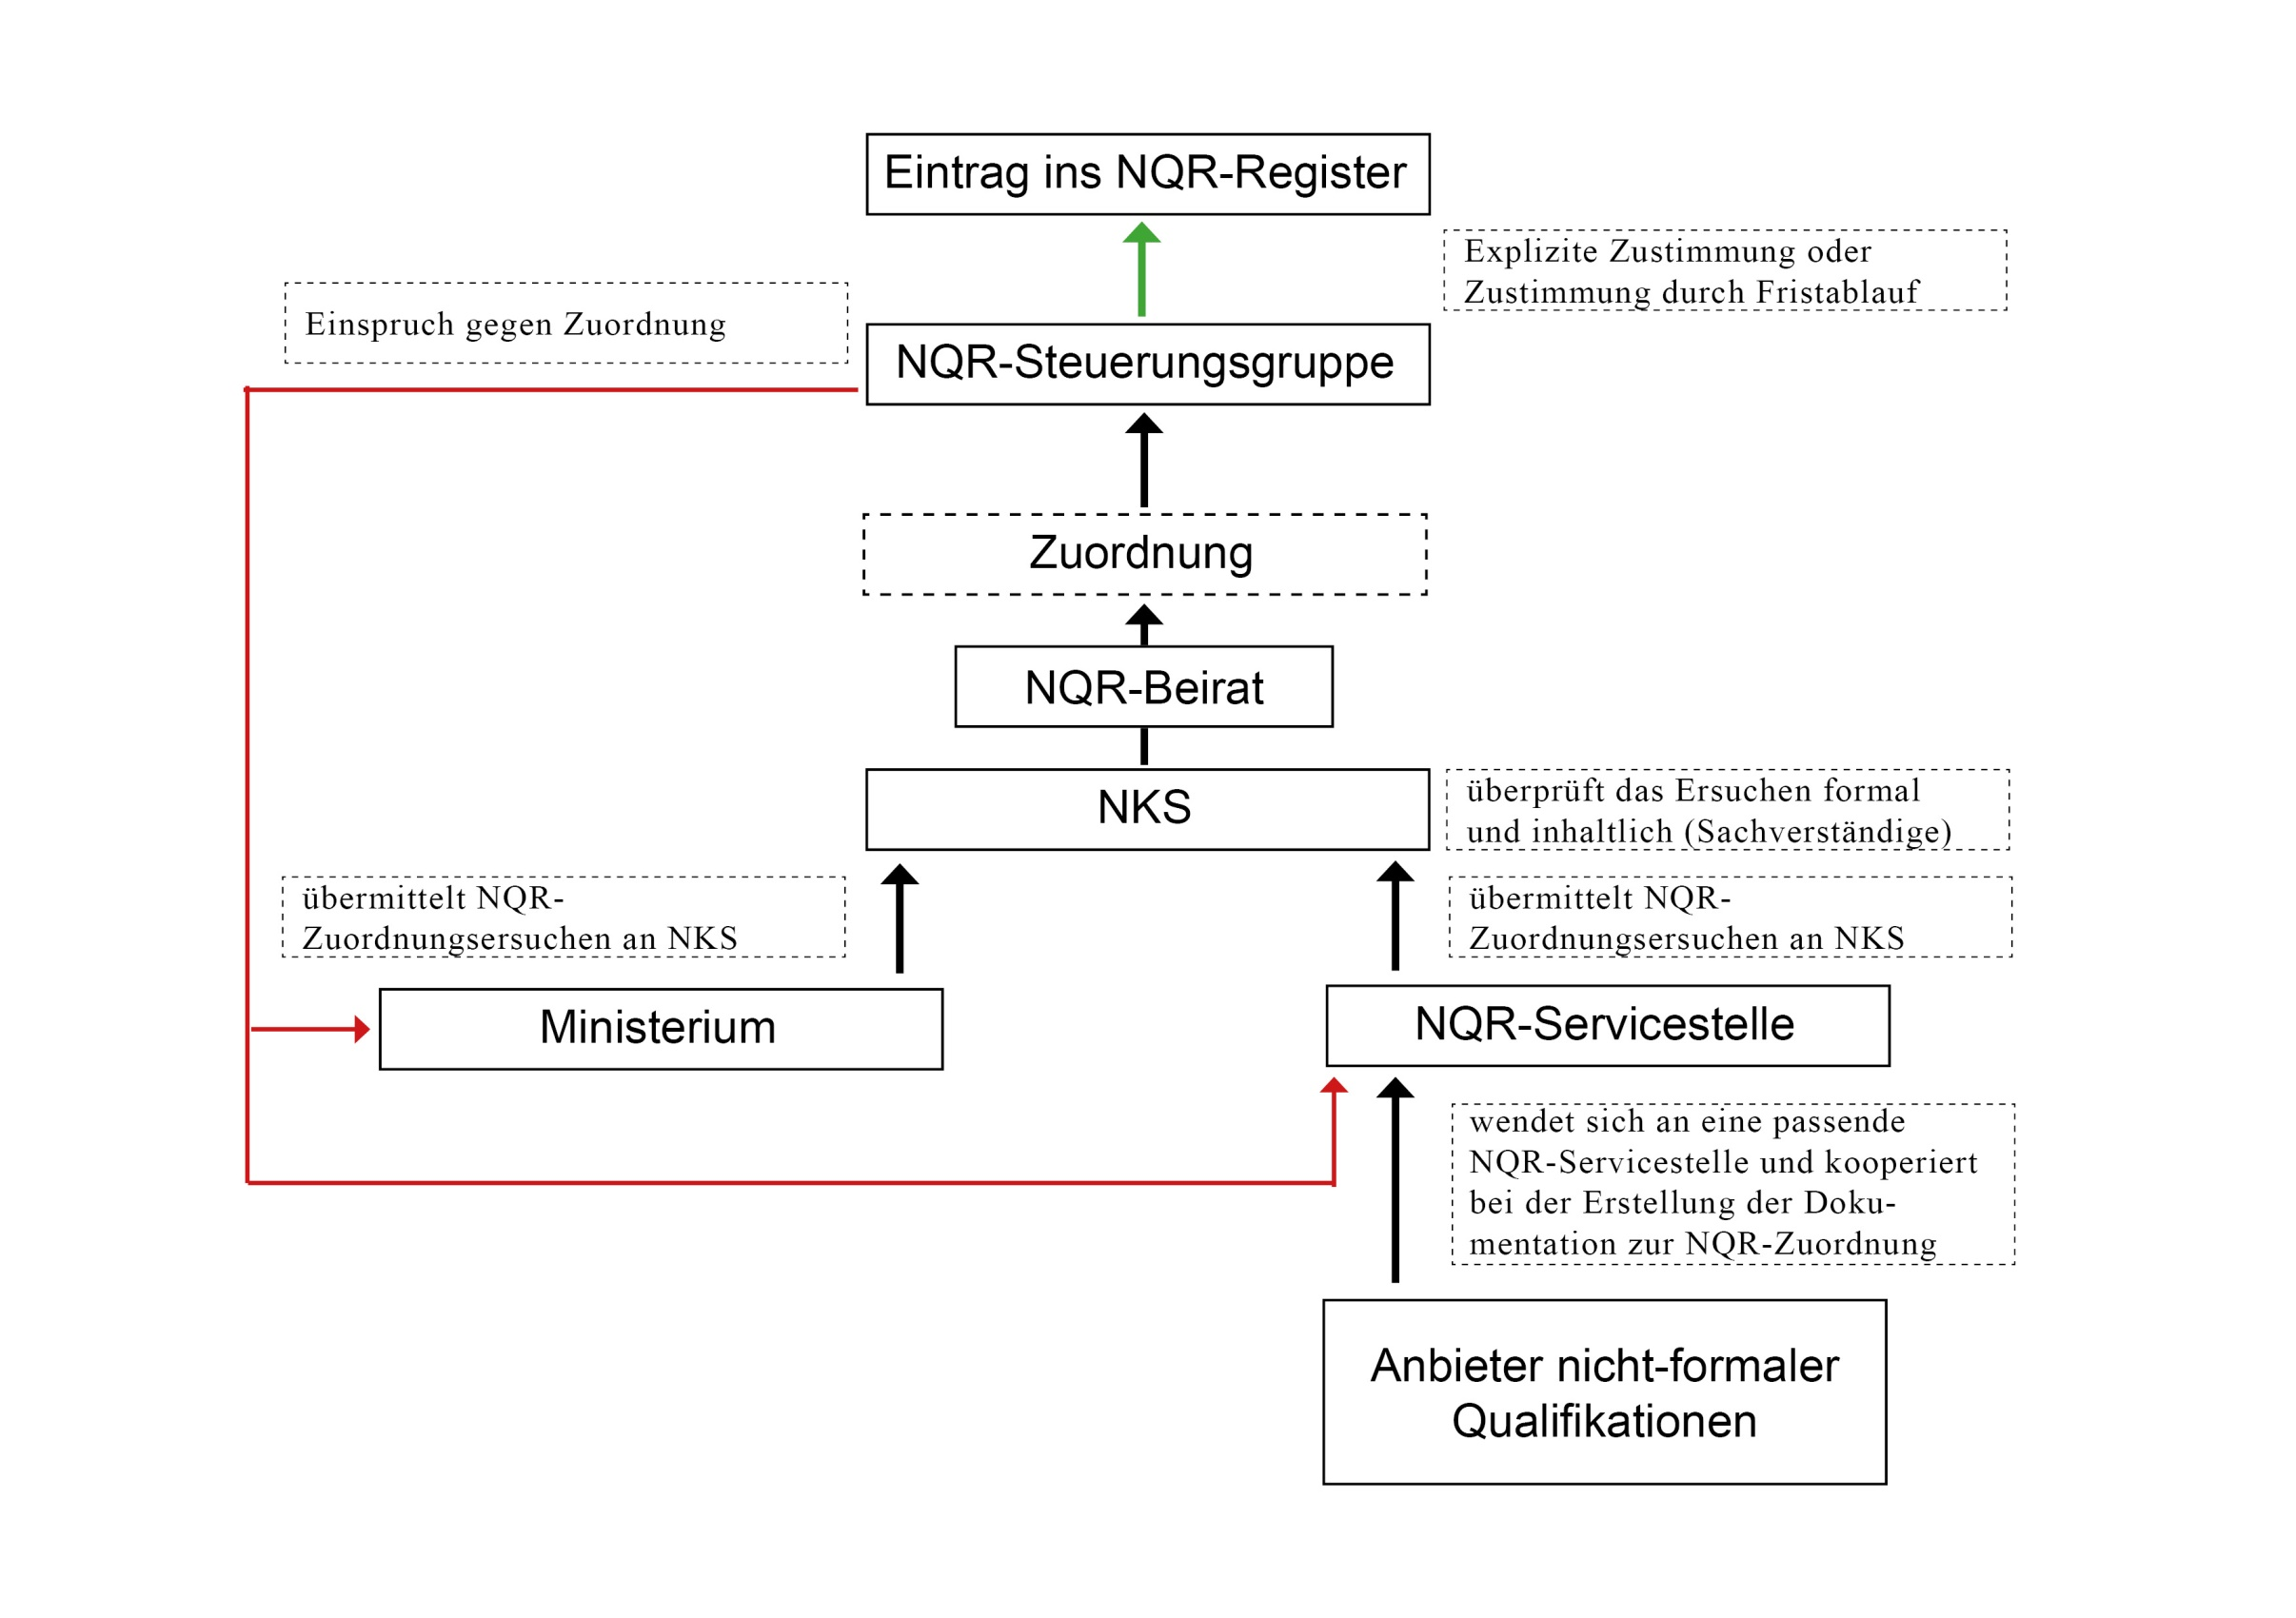 Eintrag ins NQR-Register
Explizite Zustimmung oder
Zustimmung durch Fristablauf
Einspruch gegen Zuordnung
NQR-Steuerungsgruppe
Zuordnung
NQR-Beirat
NKS
überprüft das Ersuchen formal
und inhaltlich (Sachverständige)
übermittelt NQR-
Zuordnungsersuchen an NKS
übermittelt NQR-
Zuordnungsersuchen an NKS
Ministerium
NQR-Servicestelle
wendet sich an eine passende
NQR-Servicestelle und kooperiert
bei der Erstellung der Doku-
mentation zur NQR-Zuordnung
Anbieter nicht-formaler
Qualifikationen